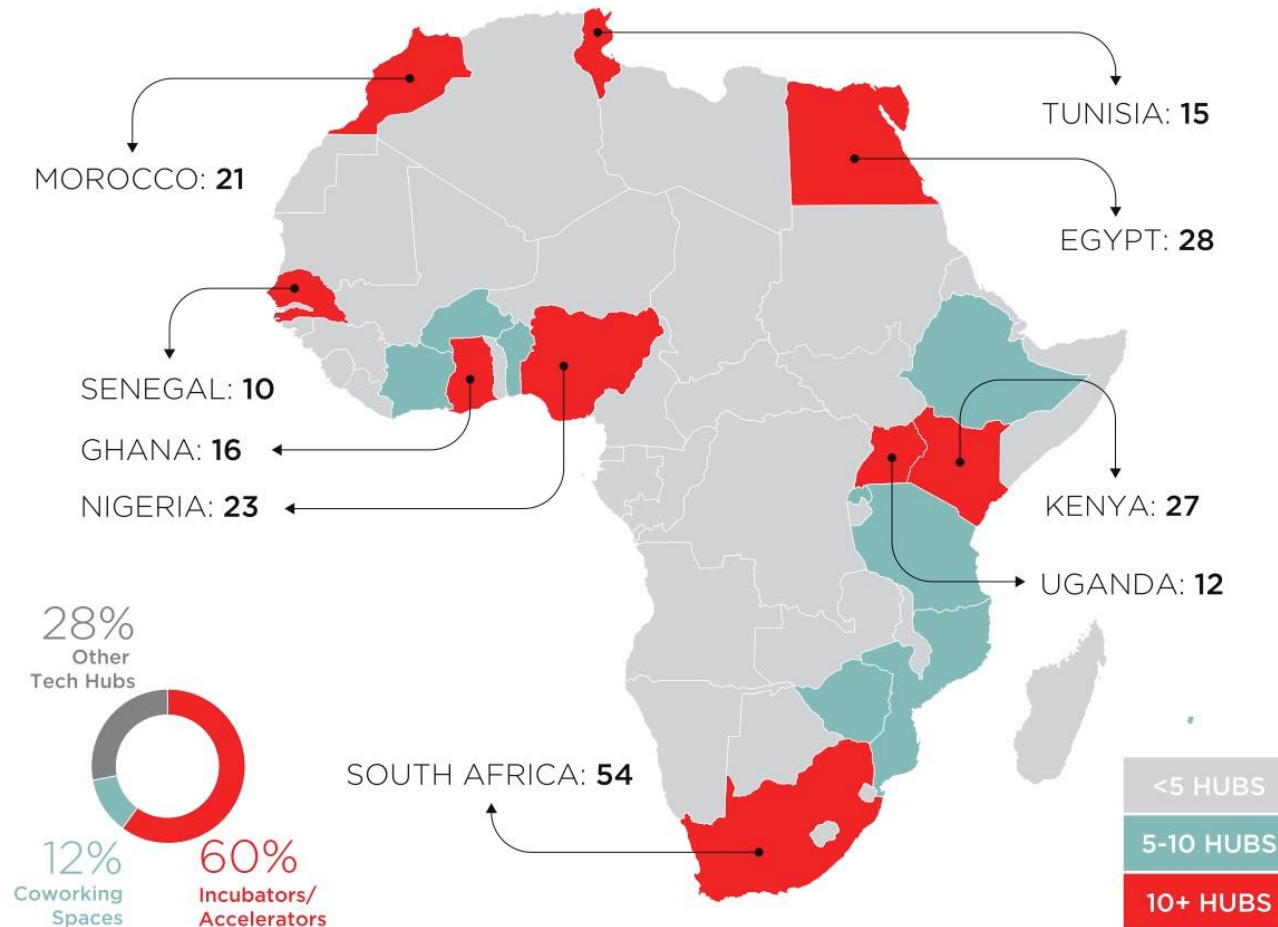 TUNISIA: 15
MOROCCO: 21
EGYPT: 28
SENEGAL: 10
GHANA: 16
NIGERIA: 23
KENYA: 27
UGANDA: 12
SOUTH AFRICA: 54
28%
Other
Tech Hubs
12%
Coworking
Spaces
60%
Incubators/
Accelerators
<5 HUBS
5-10 HUBS
10+ HUBS